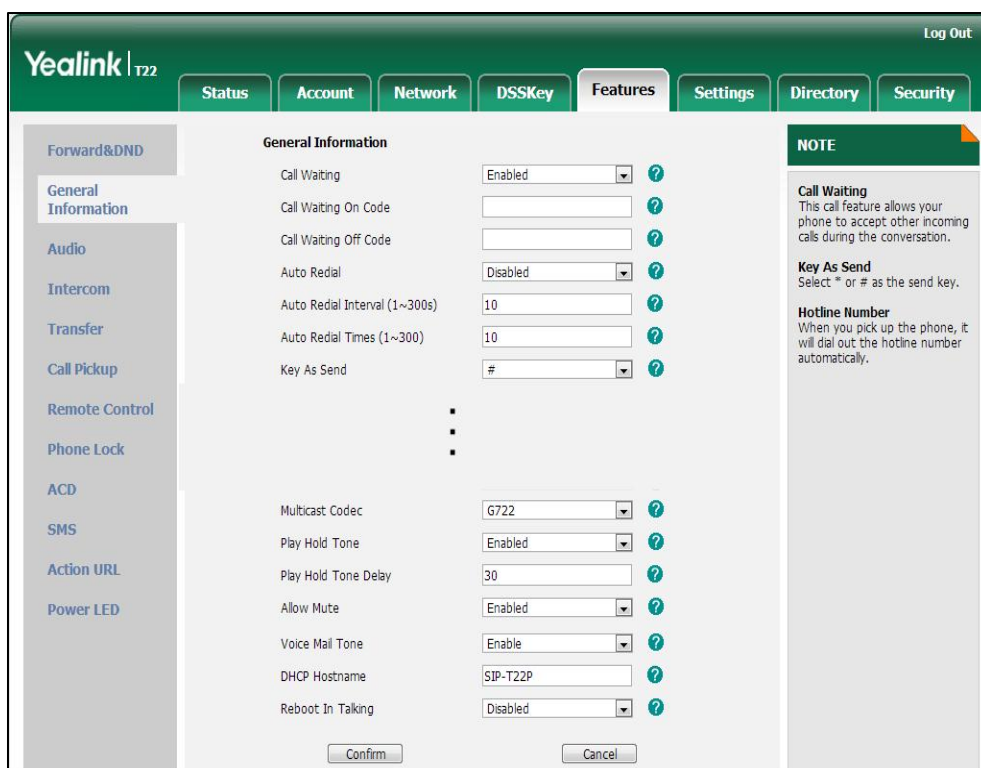 Log Out
Yealink T22
Status Account Network DSSKey Features Settings Directory Security
Forward&DND
General
Information
Audio
Intercom
Transfer
Call Pickup
Remote Control
Phone Lock
ACD
SMS
Action URL
Power LED
General Information
Call Waiting Enabled ?
Call Waiting On Code ?
Call Waiting Off Code ?
Auto Redial Disabled ?
Auto Redial Interval (1~300s) 10 ?
Auto Redial Times (1~300) 10 ?
Key As Send # ?
Multicast Codec G722 ?
Play Hold Tone Enabled ?
Play Hold Tone Delay 30 ?
Allow Mute Enabled ?
Voice Mail Tone Enable ?
DHCP Hostname SIP-T22P ?
Reboot In Talking Disabled ?
Confirm Cancel
NOTE
Call Waiting
This call feature allows your
phone to accept other incoming
calls during the conversation.
Key As Send
Select * or # as the send key.
Hotline Number
When you pick up the phone, it
will dial out the hotline number
automatically.